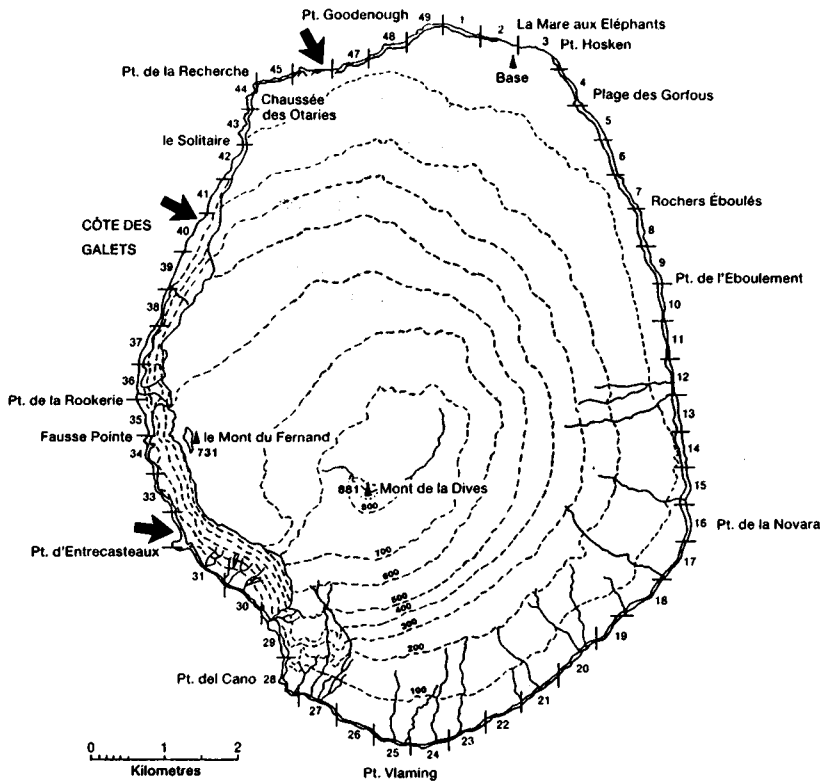 Pt. Goodenough
49
1
La Mare aux Eléphants
2
3
Pt. Hosken
48
47
Base
Pt. de la Recherche
45
44
4
Chaussée
des Otaries
Plage des Gorfous
43
5
le Solitaire
42
6
41
7
Rochers Éboulés
CÔTE DES
GALETS
40
8
39
9
Pt. de l'Éboulement
38
10
37
11
36
12
Pt. de la Rookerie
13
35
Fausse Pointe
le Mont du Fernand
731
34
14
881
Mont de la Dives
800
15
33
16
Pt. de la Novara
Pt. d'Entrecasteaux
700
17
31
600
18
30
500
400
300
19
29
200
20
Pt. del Cano
28
100
21
27
22
26
23
25
24
0
1
2
Kilometres
Pt. Vlaming